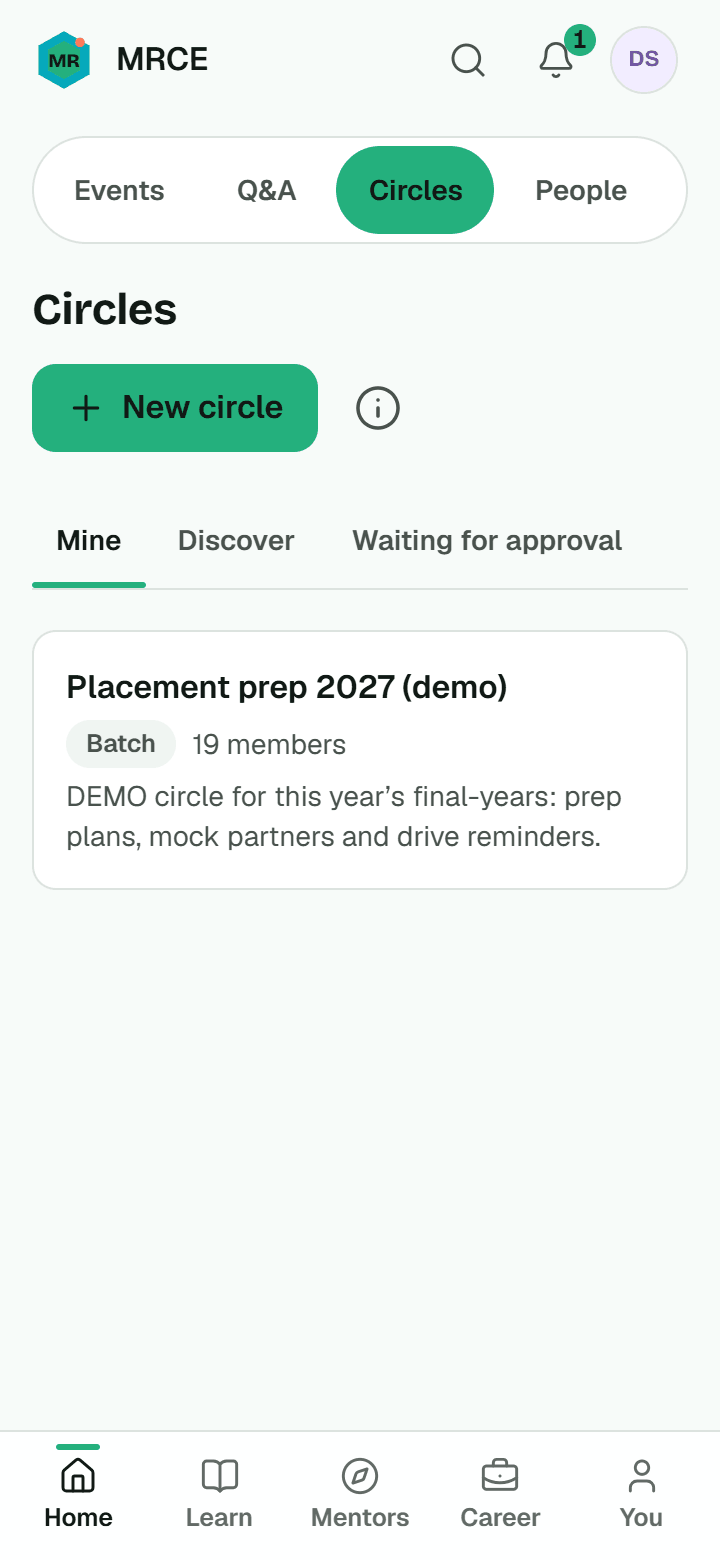 MR
MRCE
1
DS
Events
Q&A
Circles
People
Circles
New circle
Mine
Discover
Waiting for approval
Placement prep 2027 (demo)
Batch
19 members
DEMO circle for this year’s final-years: prep
plans, mock partners and drive reminders.
Home
Learn
Mentors
Career
You